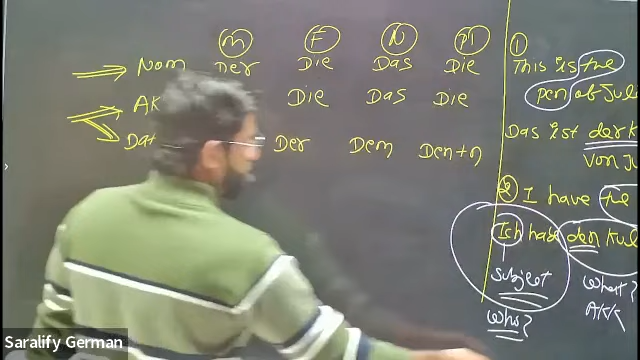 M F N Pl
Nom Der Die Das Die
AK Die Das Die
Dat Der Dem Den+n
1
This is the
pen of Jul
Das ist der K
von Ju
2 I have the
Ich habe den Kul
Subject What?
Who? AKK
Saralify German